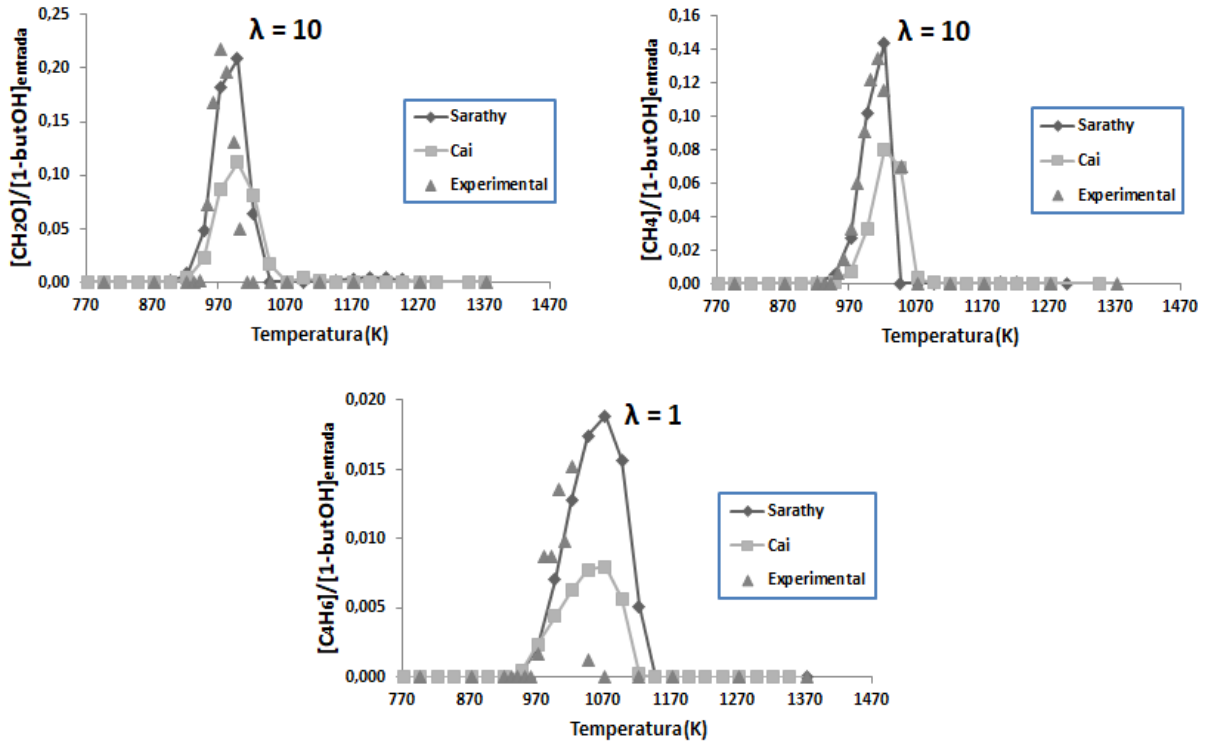 λ = 10
[CH₂O]/[1-butOH]entrada
0,25
0,20
0,15
0,10
0,05
0,00
770 870 970 1070 1170 1270 1370 1470
Temperatura(K)
Sarathy
Cai
Experimental
λ = 10
[CH₄]/[1-butOH]entrada
0,16
0,14
0,12
0,10
0,08
0,06
0,04
0,02
0,00
770 870 970 1070 1170 1270 1370 1470
Temperatura(K)
Sarathy
Cai
Experimental
λ = 1
[C₄H₆]/[1-butOH]entrada
0,020
0,015
0,010
0,005
0,000
770 870 970 1070 1170 1270 1370 1470
Temperatura(K)
Sarathy
Cai
Experimental